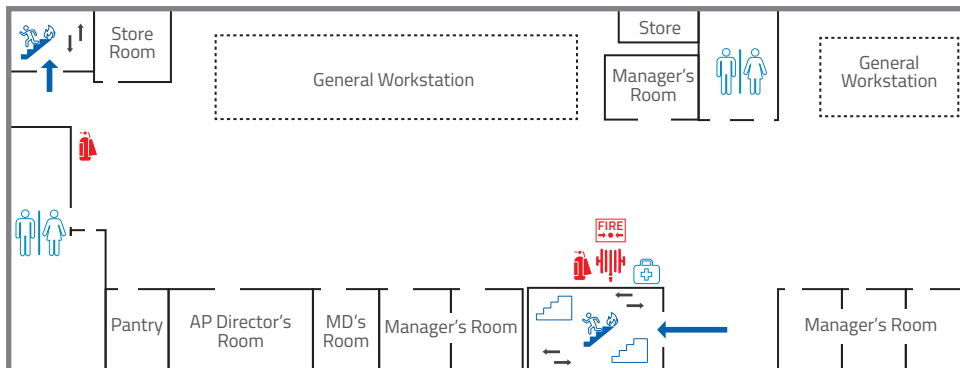 Store
Room
General Workstation
Store
Manager's
Room
General
Workstation
FIRE
Pantry
AP Director's
Room
MD's
Room
Manager's Room
Manager's Room